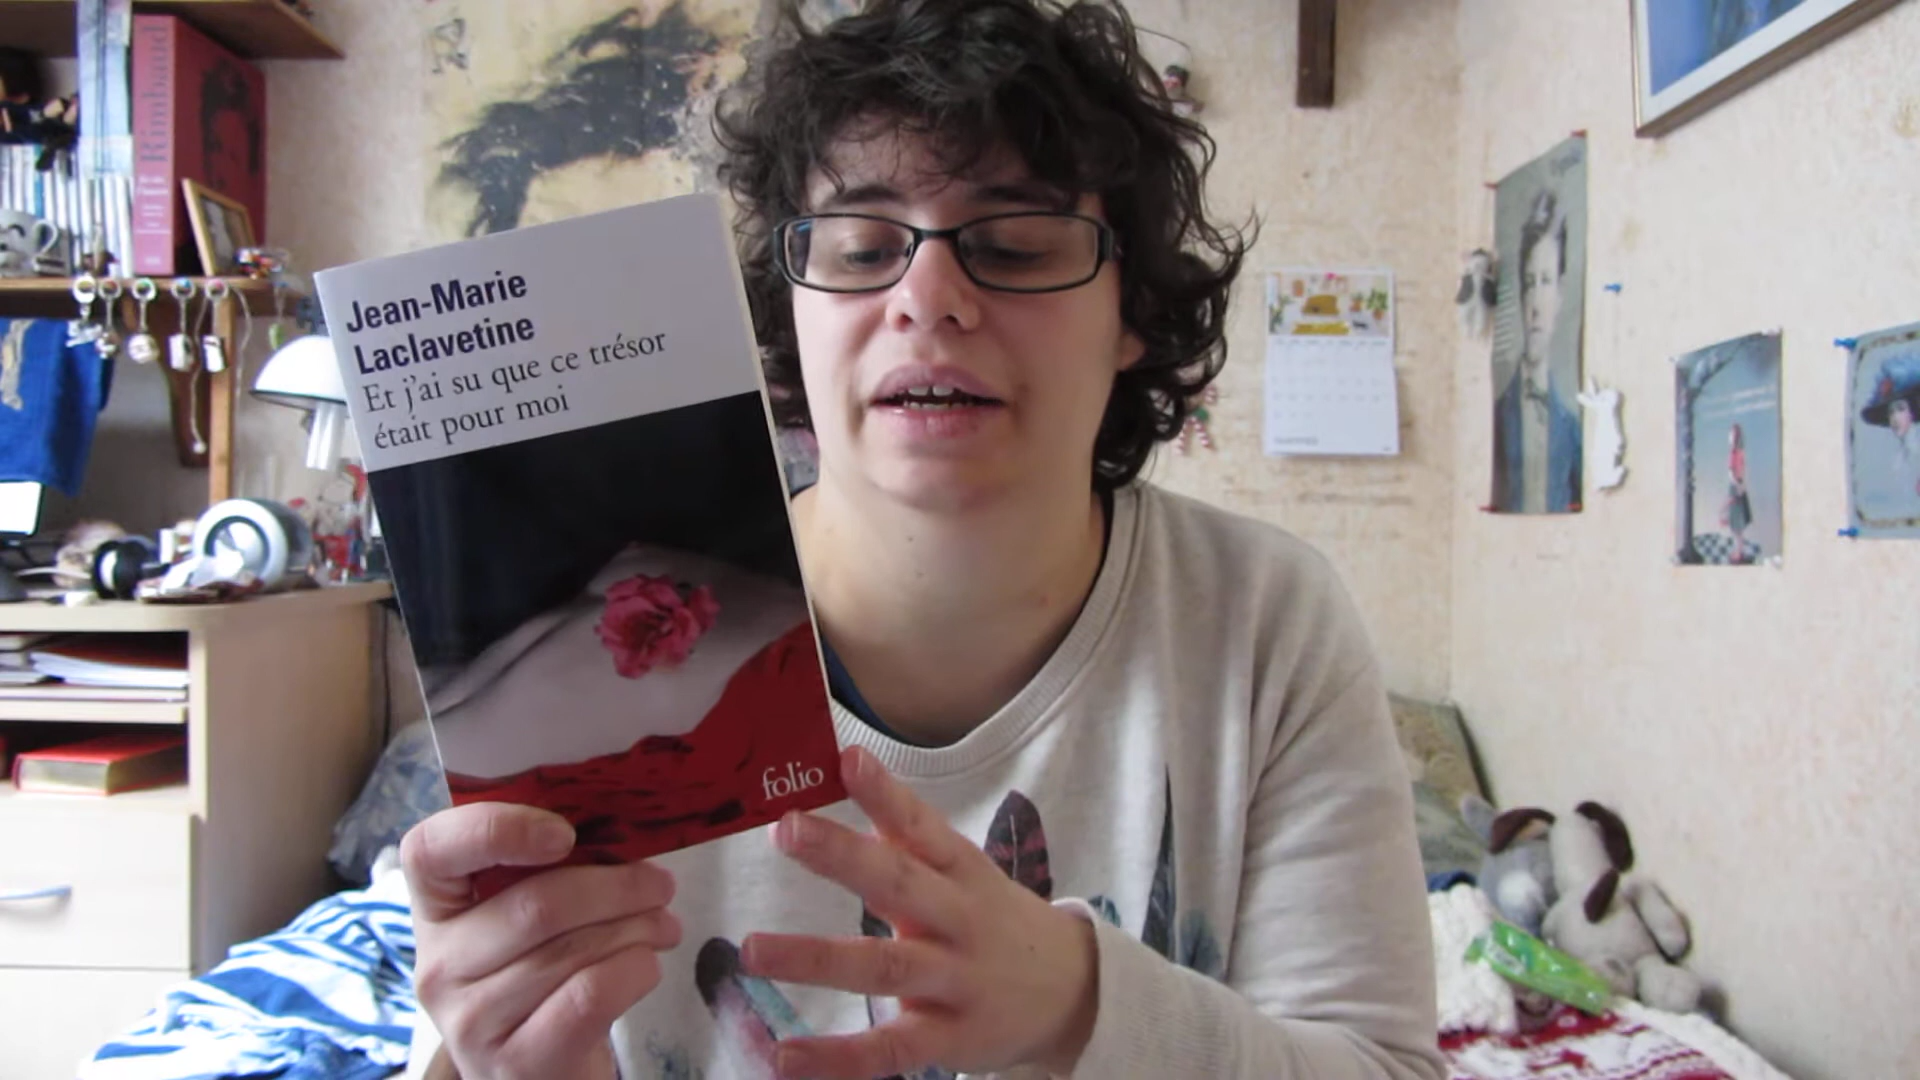 Rimbaud
Jean-Marie
Laclavetine
Et j'ai su que ce trésor
était pour moi
folio